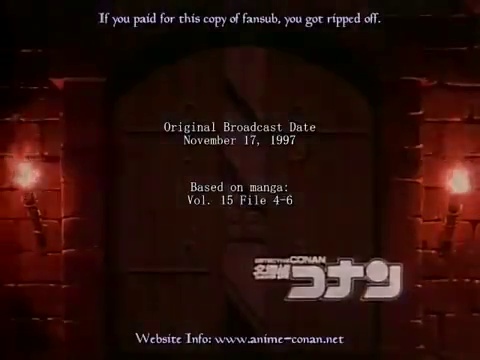 If you paid for this copy of fansub, you got ripped off.
Original Broadcast Date
November 17, 1997
Based on manga:
Vol. 15 File 4-6
DETECTIVE CONAN
名探偵コナン
Website Info: www.anime-conan.net